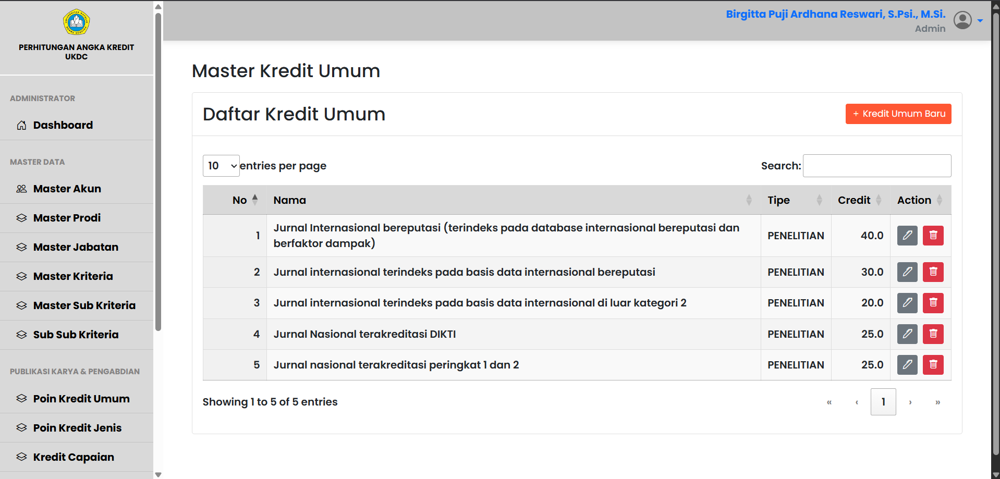 PERHITUNGAN ANGKA KREDIT
UKDC
ADMINISTRATOR
Dashboard
MASTER DATA
Master Akun
Master Prodi
Master Jabatan
Master Kriteria
Master Sub Kriteria
Sub Sub Kriteria
PUBLIKASI KARYA & PENGABDIAN
Poin Kredit Umum
Poin Kredit Jenis
Kredit Capaian
Birgitta Puji Ardhana Reswari, S.Psi., M.Si.
Admin
Master Kredit Umum
Daftar Kredit Umum
+ Kredit Umum Baru
10 entries per page
Search:
No Nama Tipe Credit Action
1 Jurnal Internasional bereputasi (terindeks pada database internasional bereputasi dan
berfaktor dampak) PENELITIAN 40.0
2 Jurnal internasional terindeks pada basis data internasional bereputasi PENELITIAN 30.0
3 Jurnal internasional terindeks pada basis data internasional di luar kategori 2 PENELITIAN 20.0
4 Jurnal Nasional terakreditasi DIKTI PENELITIAN 25.0
5 Jurnal nasional terakreditasi peringkat 1 dan 2 PENELITIAN 25.0
Showing 1 to 5 of 5 entries
« ‹ 1 › »